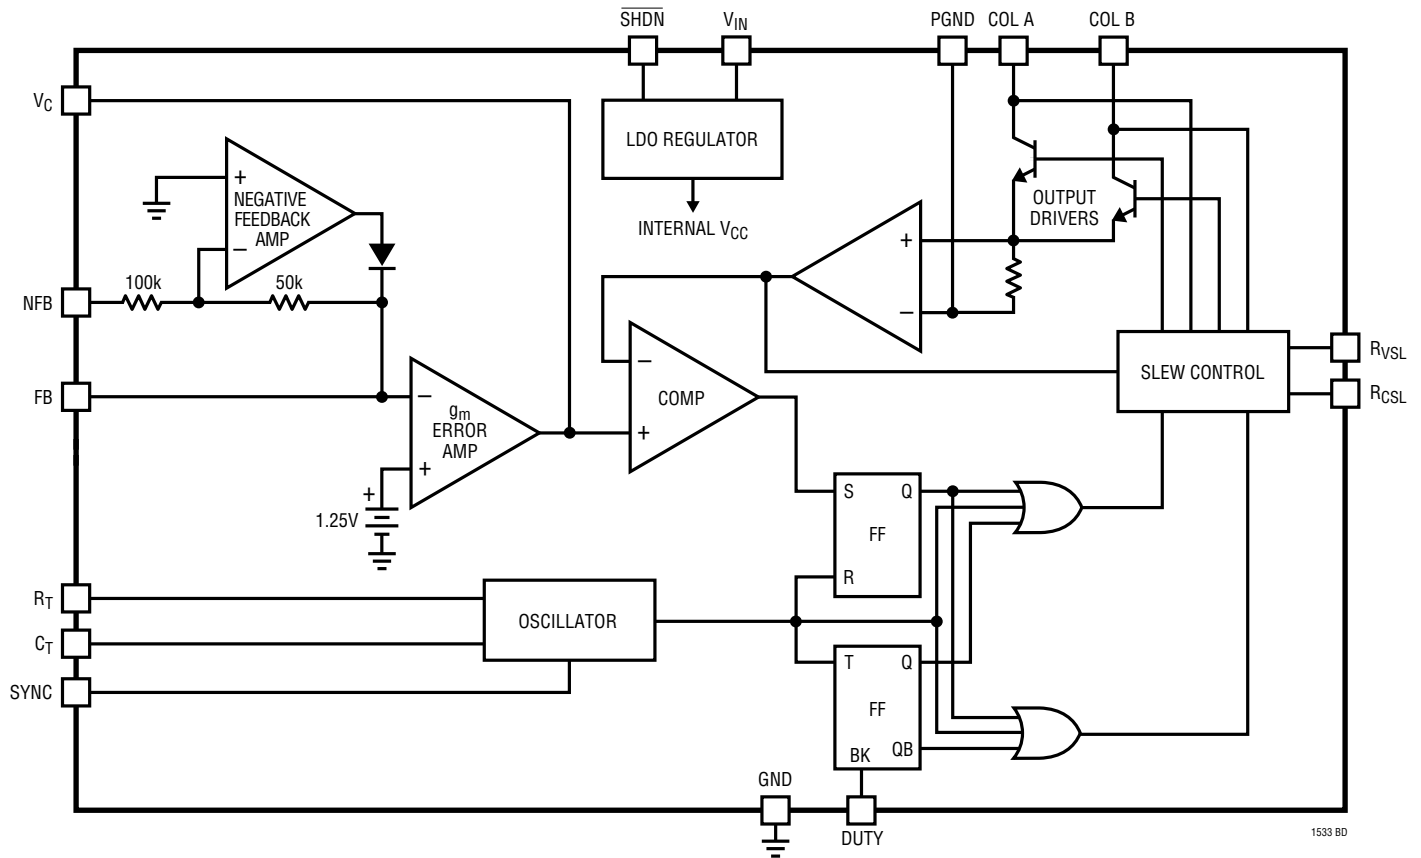 SHDN
VIN
PGND
COL A
COL B
VC
LDO REGULATOR
+
NEGATIVE
FEEDBACK
AMP
–
OUTPUT
DRIVERS
INTERNAL VCC
+
–
100k
50k
NFB
RVSL
SLEW CONTROL
RCSL
–
COMP
+
FB
–
gm
ERROR
AMP
+
+
1.25V
S
Q
FF
R
RT
OSCILLATOR
CT
SYNC
T
Q
FF
QB
BK
GND
DUTY
1533 BD